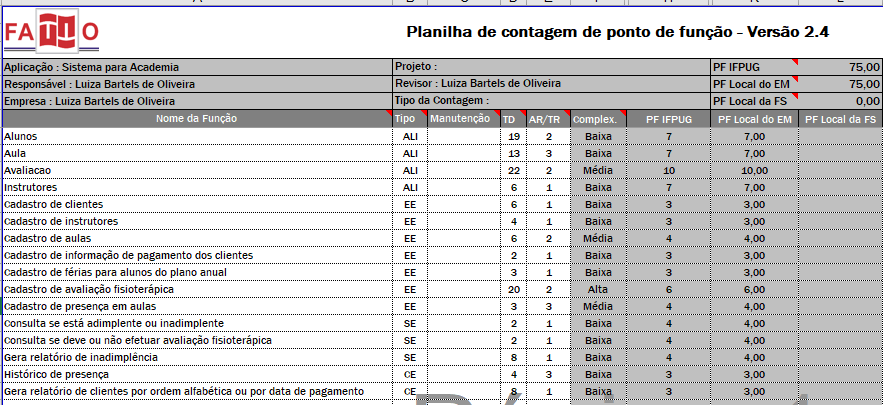 FATTO
Planilha de contagem de ponto de função - Versão 2.4
Aplicação : Sistema para Academia Projeto : PF IFPUG 75,00
Responsável : Luiza Bartels de Oliveira Revisor : Luiza Bartels de Oliveira PF Local do EM 75,00
Empresa : Luiza Bartels de Oliveira Tipo da Contagem : PF Local da FS 0,00
Nome da Função Tipo Manutenção TD AR/TR Complex. PF IFPUG PF Local do EM PF Local da FS
Alunos ALI 19 2 Baixa 7 7,00
Aula ALI 13 3 Baixa 7 7,00
Avaliacao ALI 22 2 Média 10 10,00
Instrutores ALI 6 1 Baixa 7 7,00
Cadastro de clientes EE 6 1 Baixa 3 3,00
Cadastro de instrutores EE 4 1 Baixa 3 3,00
Cadastro de aulas EE 6 2 Média 4 4,00
Cadastro de informação de pagamento dos clientes EE 2 1 Baixa 3 3,00
Cadastro de férias para alunos do plano anual EE 3 1 Baixa 3 3,00
Cadastro de avaliação fisioterápica EE 20 2 Alta 6 6,00
Cadastro de presença em aulas EE 3 3 Média 4 4,00
Consulta se está adimplente ou inadimplente SE 2 1 Baixa 4 4,00
Consulta se deve ou não efetuar avaliação fisioterápica SE 2 1 Baixa 4 4,00
Gera relatório de inadimplência SE 8 1 Baixa 4 4,00
Histórico de presença CE 4 3 Baixa 3 3,00
Gera relatório de clientes por ordem alfabética ou por data de pagamento CE 8 1 Baixa 3 3,00